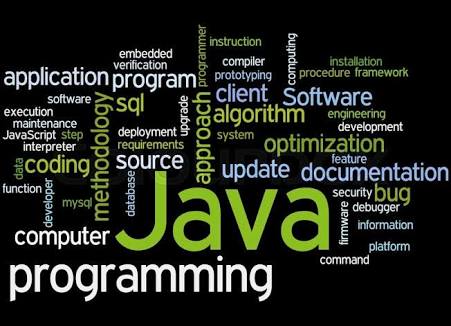 embedded
verification
programmer
instruction
computing
compiler
installation
application
program
prototyping
procedure
framework
software
sql
upgrade
approach
client
Software
execution
maintenance
methodology
algorithm
engineering
JavaScript
step
deployment
system
development
interpreter
requirements
optimization
data
coding
source
update
feature
documentation
function
developer
mysql
database
Java
security
bug
firmware
debugger
computer
information
platform
command
programming